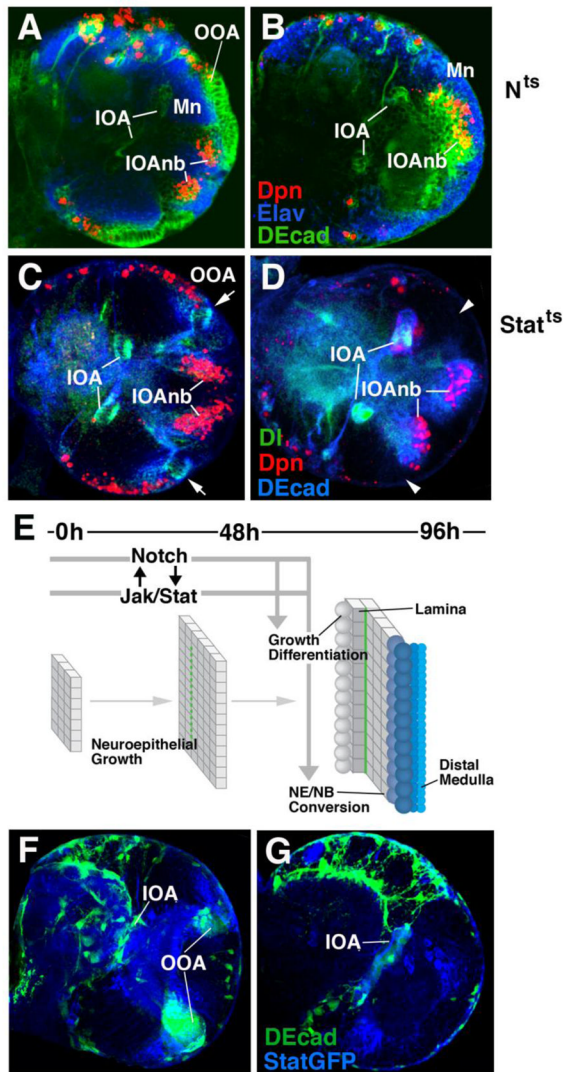 A
OOA
IOA
Mn
IOAnb
B
Mn
IOA
IOAnb
Dpn
Elav
DEcad
N ts
C
OOA
IOA
IOAnb
D
IOA
IOAnb
Dl
Dpn
DEcad
Stat ts
E
0h
48h
96h
Notch
Jak/Stat
Growth
Differentiation
Lamina
Neuroepithelial
Growth
NE/NB
Conversion
Distal
Medulla
F
IOA
OOA
G
IOA
DEcad
StatGFP